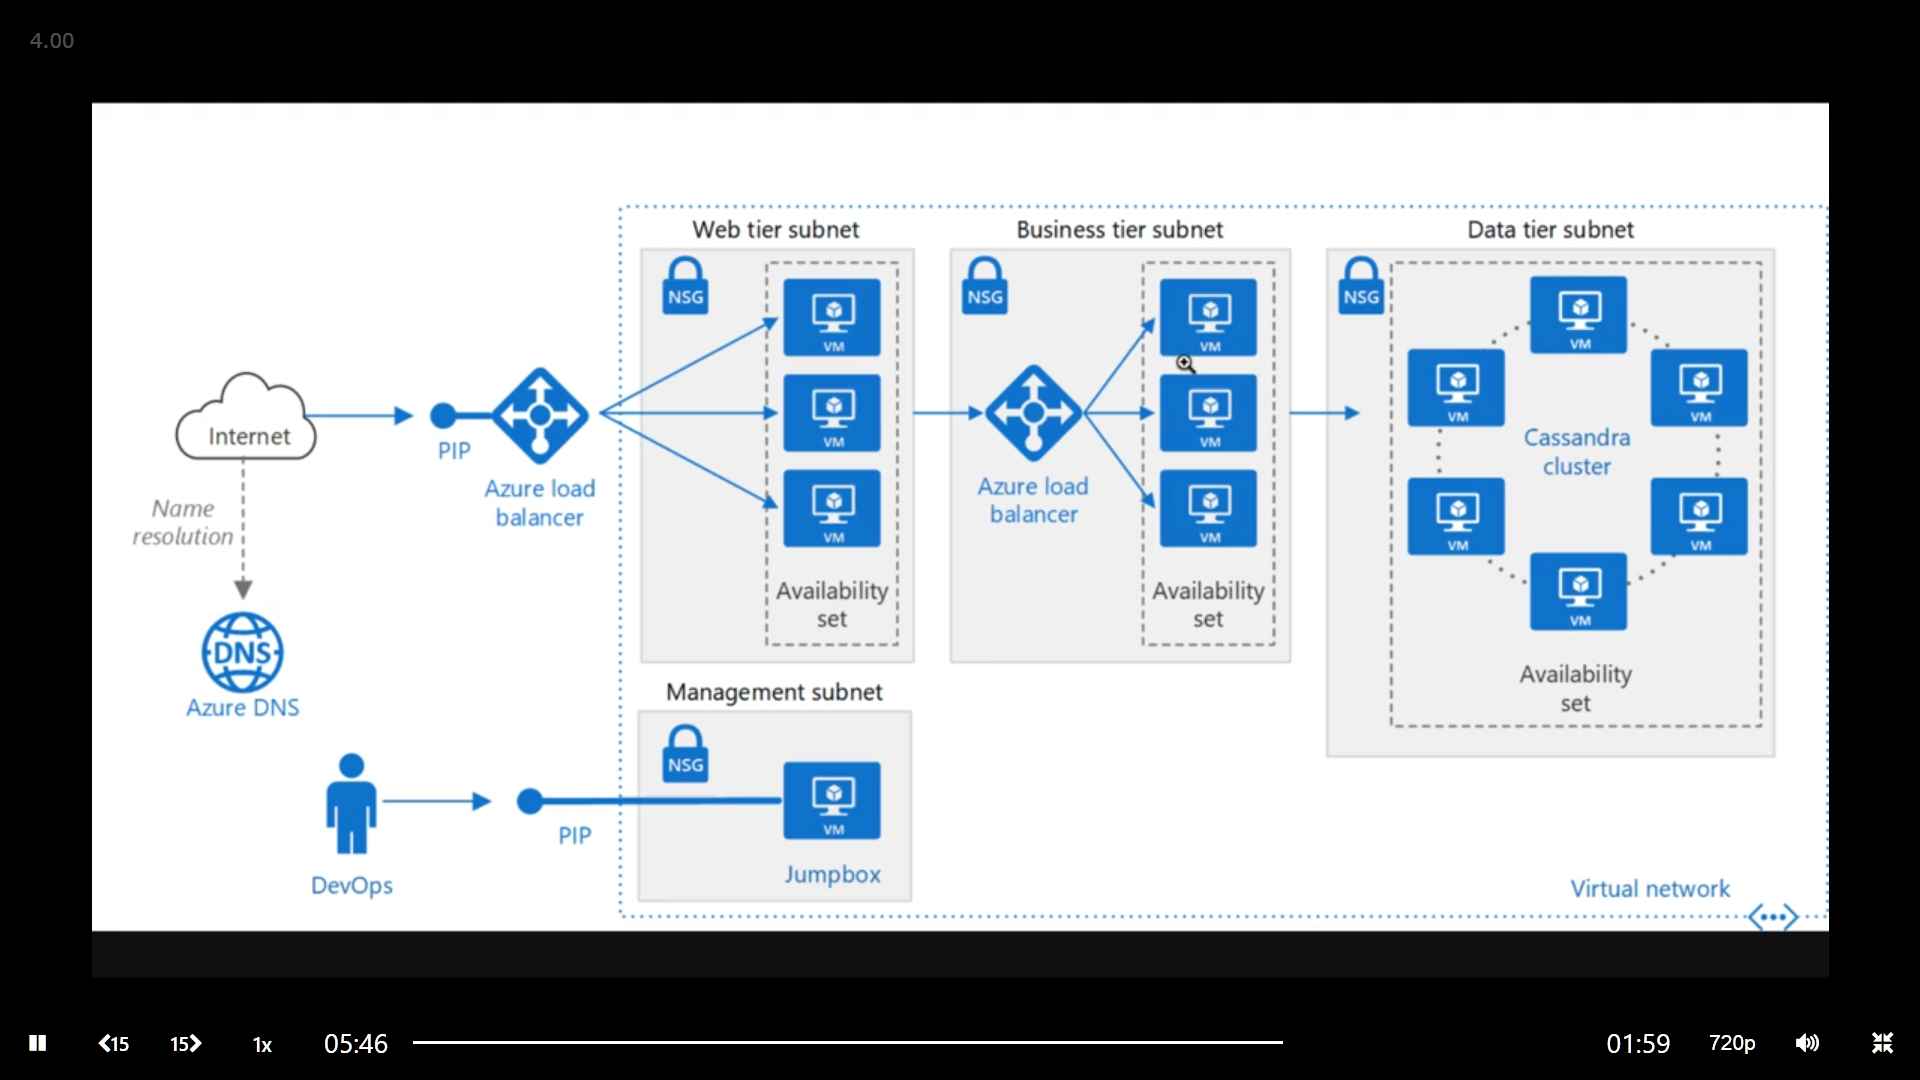 4.00
Web tier subnet
Business tier subnet
Data tier subnet
NSG
VM
VM
VM
Availability
set
NSG
Azure load
balancer
VM
VM
VM
Availability
set
NSG
VM
VM
VM
Cassandra
cluster
VM
VM
VM
Availability
set
Internet
PIP
Azure load
balancer
Name
resolution
DNS
Azure DNS
Management subnet
NSG
VM
Jumpbox
PIP
DevOps
Virtual network
15
15
1x
05:46
01:59
720p